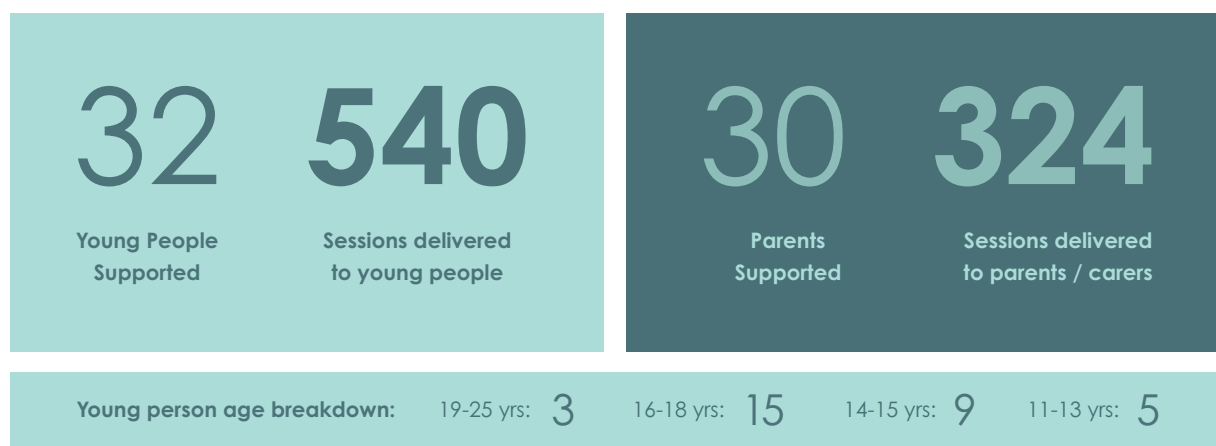 32 540
Young People Supported
Sessions delivered to young people
30 324
Parents Supported
Sessions delivered to parents / carers
Young person age breakdown: 19-25 yrs: 3 16-18 yrs: 15 14-15 yrs: 9 11-13 yrs: 5